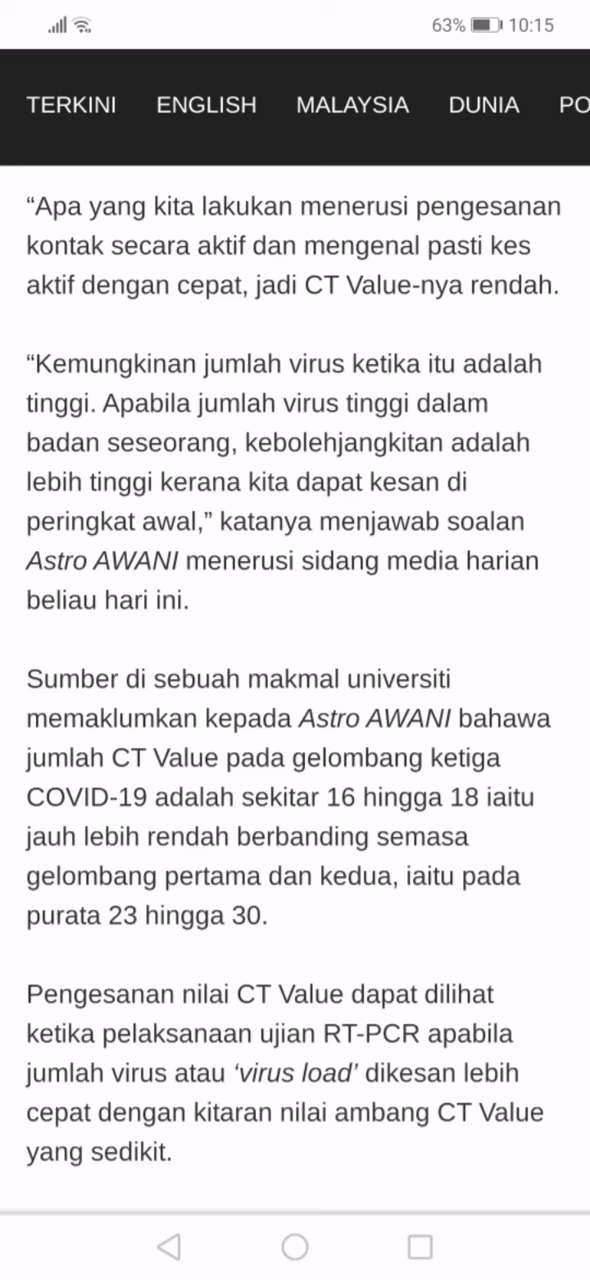 63% 10:15
TERKINI ENGLISH MALAYSIA DUNIA PO
“Apa yang kita lakukan menerusi pengesanan
kontak secara aktif dan mengenal pasti kes
aktif dengan cepat, jadi CT Value-nya rendah.
“Kemungkinan jumlah virus ketika itu adalah
tinggi. Apabila jumlah virus tinggi dalam
badan seseorang, kebolehjangkitan adalah
lebih tinggi kerana kita dapat kesan di
peringkat awal,” katanya menjawab soalan
Astro AWANI menerusi sidang media harian
beliau hari ini.
Sumber di sebuah makmal universiti
memaklumkan kepada Astro AWANI bahawa
jumlah CT Value pada gelombang ketiga
COVID-19 adalah sekitar 16 hingga 18 iaitu
jauh lebih rendah berbanding semasa
gelombang pertama dan kedua, iaitu pada
purata 23 hingga 30.
Pengesanan nilai CT Value dapat dilihat
ketika pelaksanaan ujian RT-PCR apabila
jumlah virus atau ‘virus load’ dikesan lebih
cepat dengan kitaran nilai ambang CT Value
yang sedikit.